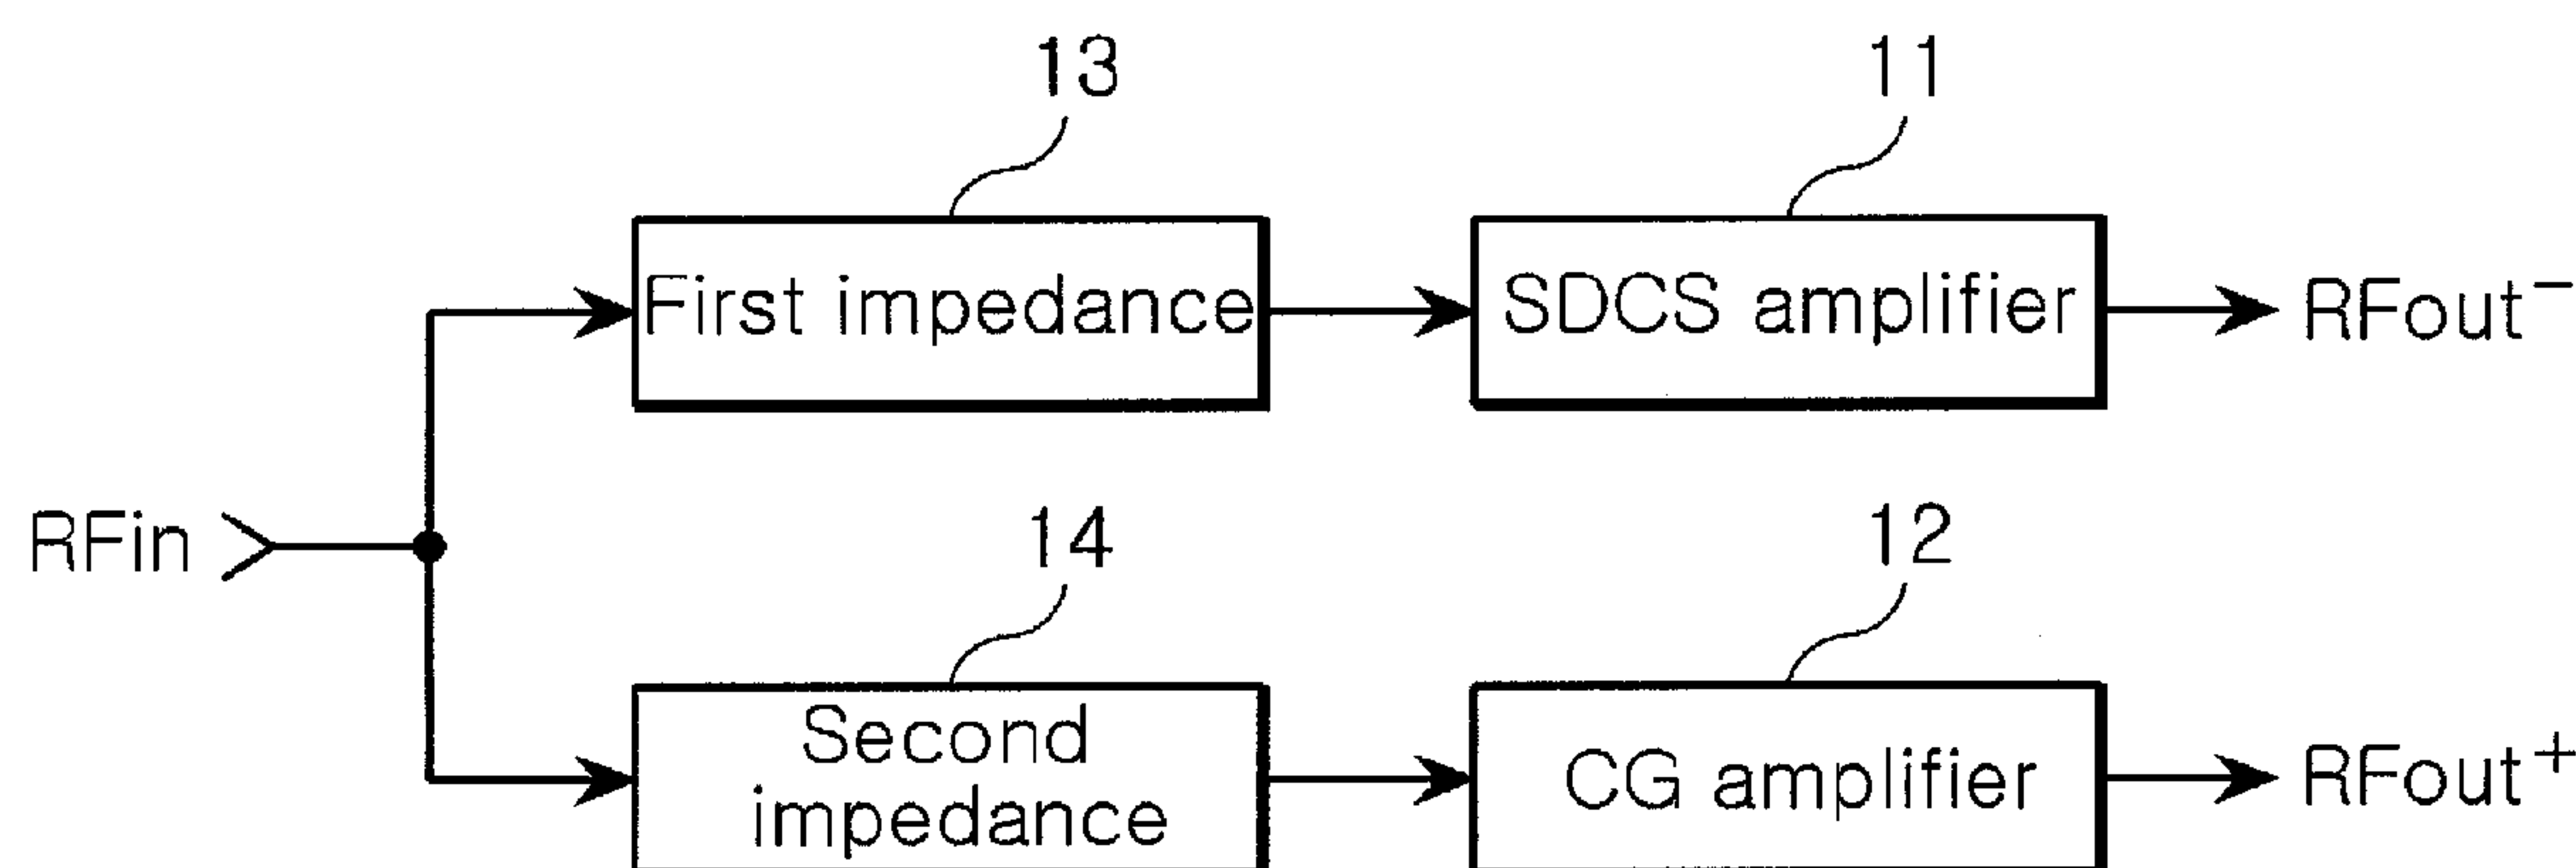 13
11
First impedance
SDCS amplifier
RFout−
RFin
14
12
Second
impedance
CG amplifier
RFout+